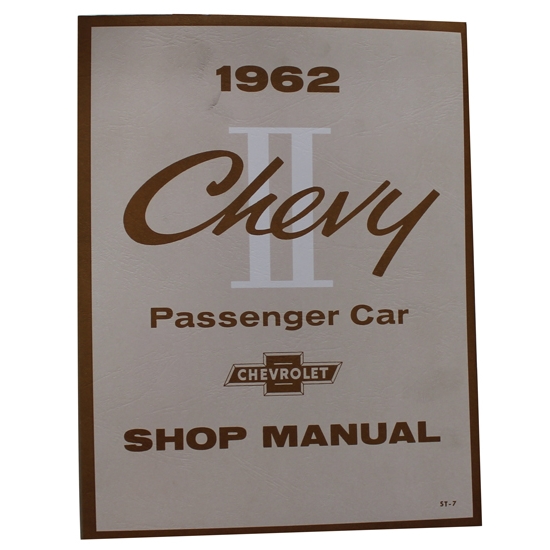 1962
II
Chevy
Passenger Car
CHEVROLET
SHOP MANUAL
ST-7